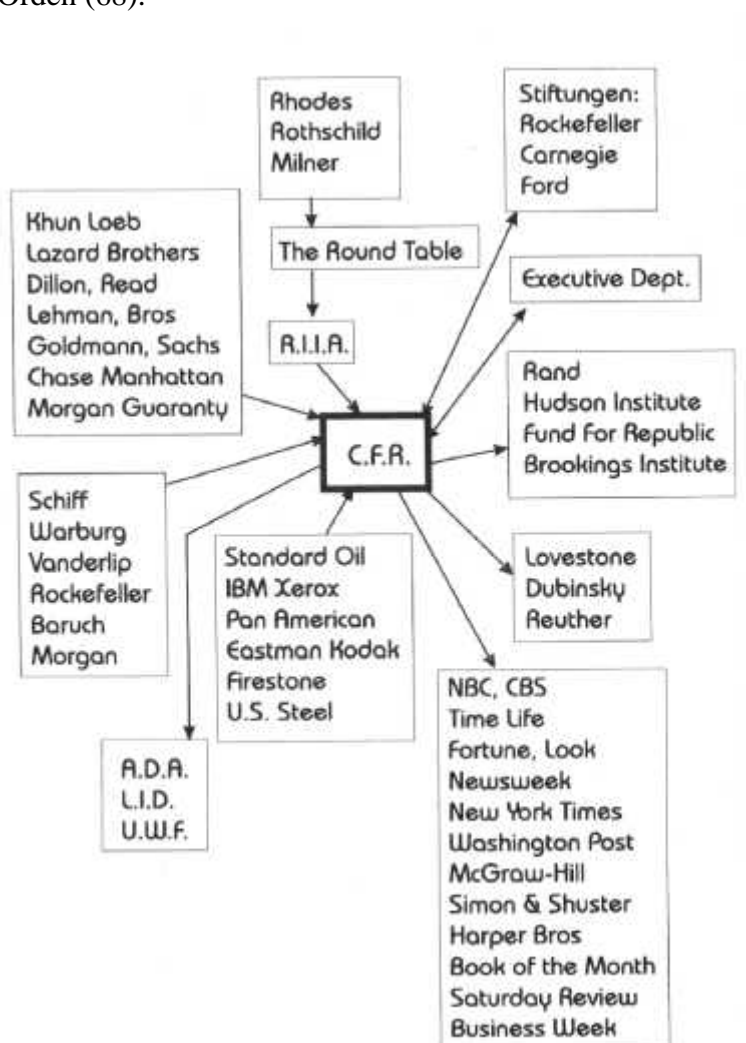 Orden (68).
Rhodes
Rothschild
Milner
Stiftungen:
Rockefeller
Carnegie
Ford
Khun Loeb
Lazard Brothers
Dillon, Read
Lehman, Bros
Goldmann, Sachs
Chase Manhattan
Morgan Guaranty
The Round Table
Executive Dept.
R.I.I.A.
Rand
Hudson Institute
Fund For Republic
Brookings Institute
C.F.R.
Schiff
Warburg
Vanderlip
Rockefeller
Baruch
Morgan
Standard Oil
IBM Xerox
Pan American
Eastman Kodak
Firestone
U.S. Steel
Lovestone
Dubinsky
Reuther
A.D.A.
L.I.D.
U.W.F.
NBC, CBS
Time Life
Fortune, Look
Newsweek
New York Times
Washington Post
McGraw-Hill
Simon & Shuster
Harper Bros
Book of the Month
Saturday Review
Business Week